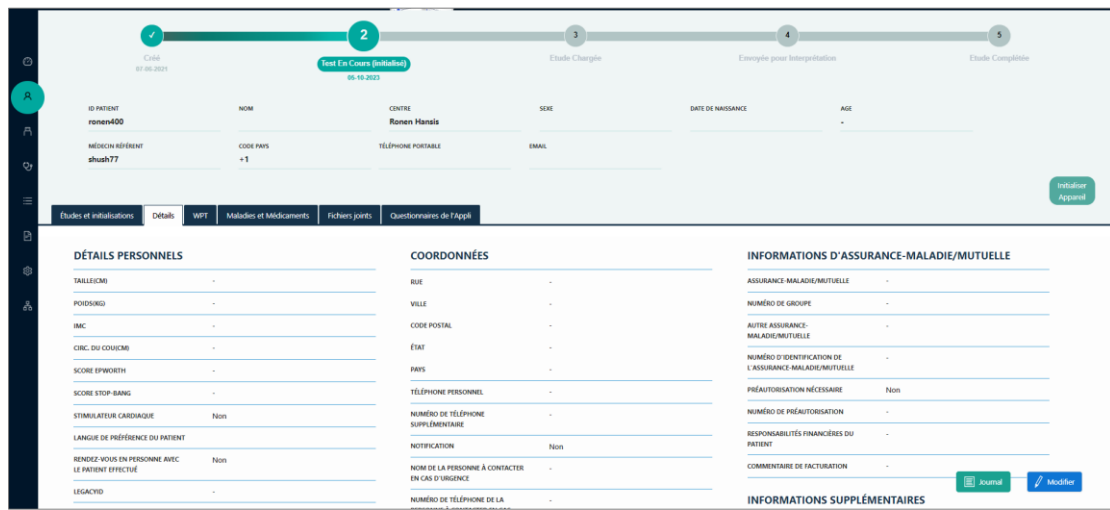 2
3
4
5
Créé
07-08-2021
Test En Cours (initialisé)
05-10-2023
Etude Chargée
Envoyée pour Interprétation
Etude Complétée
ID PATIENT
ronen400
NOM
CENTRE
Ronen Hansis
SEXE
DATE DE NAISSANCE
AGE
-
MÉDECIN RÉFÉRENT
shush77
CODE PAYS
+1
TÉLÉPHONE PORTABLE
EMAIL
Initialiser
Appareil
Études et initialisations
Détails
WPT
Maladies et Médicaments
Fichiers joints
Questionnaires de l'Appli
DÉTAILS PERSONNELS
TAILLE(CM) -
POIDS(KG) -
IMC -
CIRC. DU COU(CM) -
SCORE EPWORTH -
SCORE STOP-BANG -
STIMULATEUR CARDIAQUE Non
LANGUE DE PRÉFÉRENCE DU PATIENT
RENDEZ-VOUS EN PERSONNE AVEC Non
LE PATIENT EFFECTUÉ
LEGACYID -
COORDONNÉES
RUE -
VILLE -
CODE POSTAL -
ÉTAT -
PAYS -
TÉLÉPHONE PERSONNEL -
NUMÉRO DE TÉLÉPHONE -
SUPPLÉMENTAIRE
NOTIFICATION Non
NOM DE LA PERSONNE À CONTACTER -
EN CAS D'URGENCE
NUMÉRO DE TÉLÉPHONE DE LA -
PERSONNE À CONTACTER EN CAS
INFORMATIONS D'ASSURANCE-MALADIE/MUTUELLE
ASSURANCE-MALADIE/MUTUELLE -
NUMÉRO DE GROUPE -
AUTRE ASSURANCE- -
MALADIE/MUTUELLE
NUMÉRO D'IDENTIFICATION DE -
L'ASSURANCE-MALADIE/MUTUELLE
PRÉAUTORISATION NÉCESSAIRE Non
NUMÉRO DE PRÉAUTORISATION -
RESPONSABILITÉS FINANCIÈRES DU -
PATIENT
COMMENTAIRE DE FACTURATION -
Journal
Modifier
INFORMATIONS SUPPLÉMENTAIRES